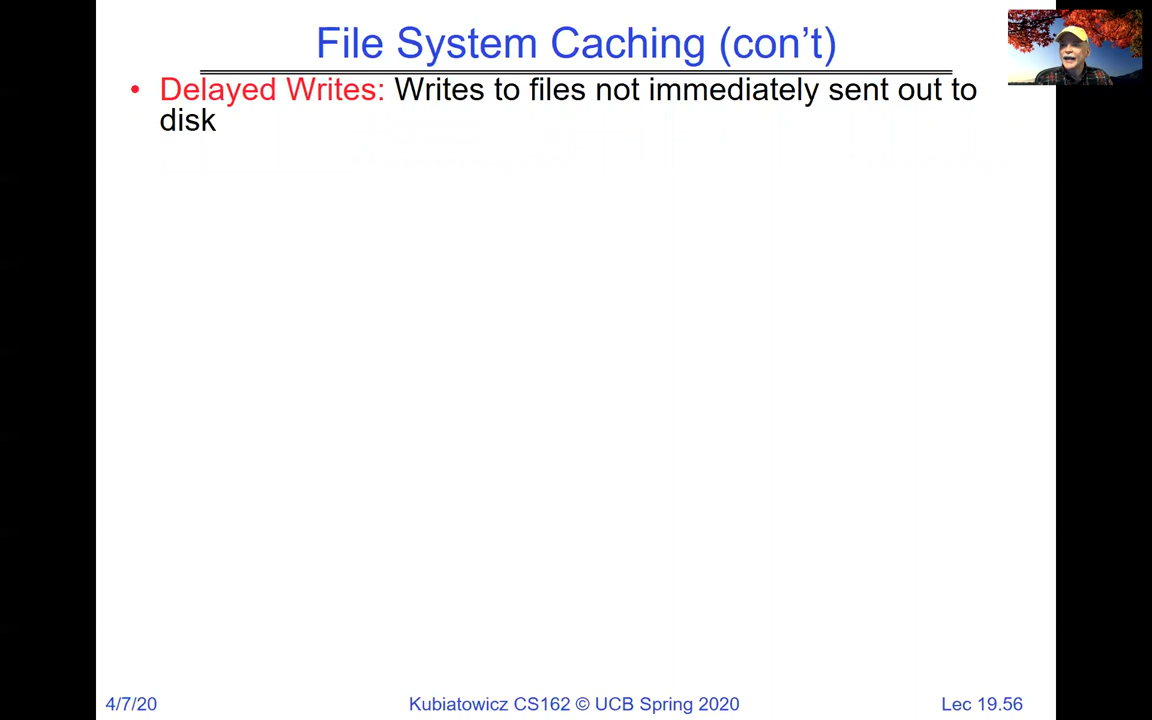 File System Caching (con't)
• Delayed Writes: Writes to files not immediately sent out to
disk
4/7/20
Kubiatowicz CS162 © UCB Spring 2020
Lec 19.56